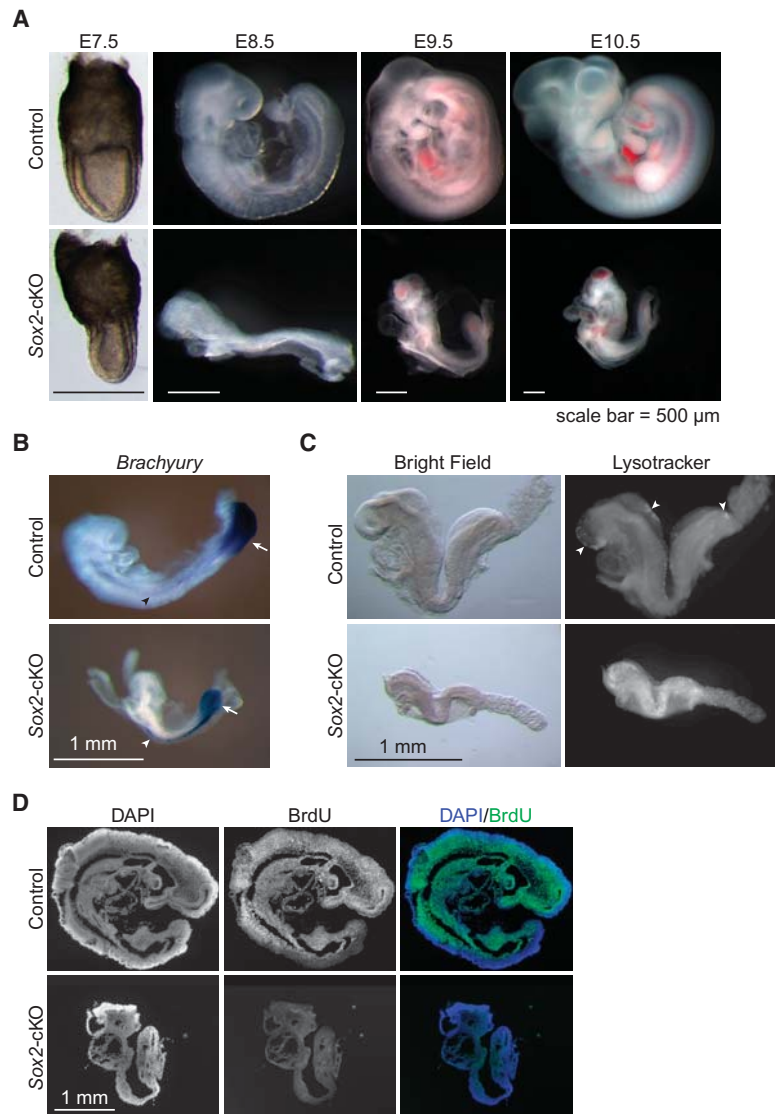 A
E7.5 E8.5 E9.5 E10.5
Control
Sox2-cKO
scale bar = 500 µm
B
Brachyury
Control
Sox2-cKO
1 mm
C
Bright Field Lysotracker
Control
Sox2-cKO
1 mm
D
DAPI BrdU DAPI/BrdU
Control
Sox2-cKO
1 mm